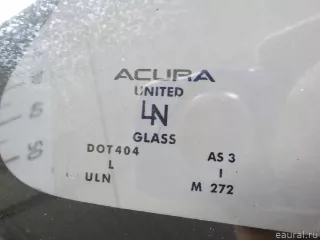 ACURA
UNITED
LN
GLASS
DOT404 AS 3
L I
ULN M 272
eaural.ru